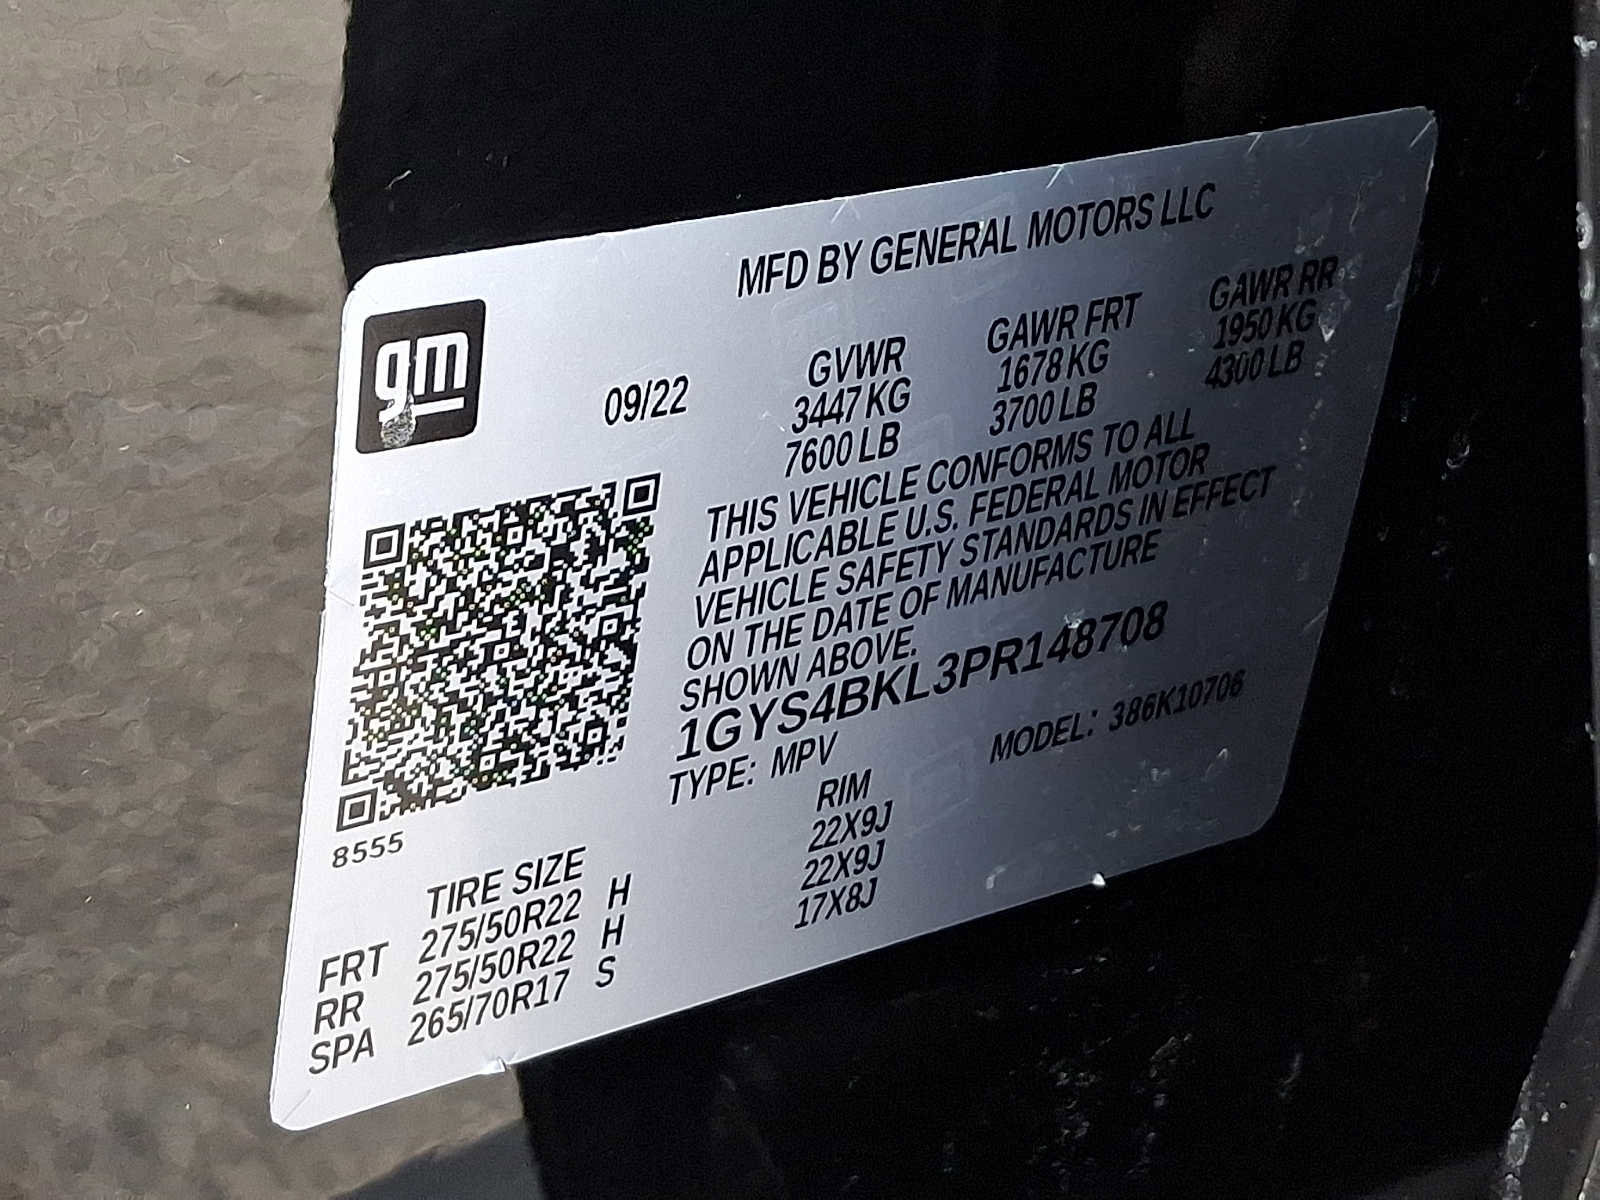 MFD BY GENERAL MOTORS LLC
gm
09/22
GVWR GAWR FRT GAWR RR
3447 KG 1678 KG 1950 KG
7600 LB 3700 LB 4300 LB
THIS VEHICLE CONFORMS TO ALL
APPLICABLE U.S. FEDERAL MOTOR
VEHICLE SAFETY STANDARDS IN EFFECT
ON THE DATE OF MANUFACTURE
SHOWN ABOVE.
1GYS4BKL3PR148708
TYPE: MPV MODEL: 386K10706
8555
TIRE SIZE RIM
FRT 275/50R22 H 22X9J
RR 275/50R22 H 22X9J
SPA 265/70R17 S 17X8J